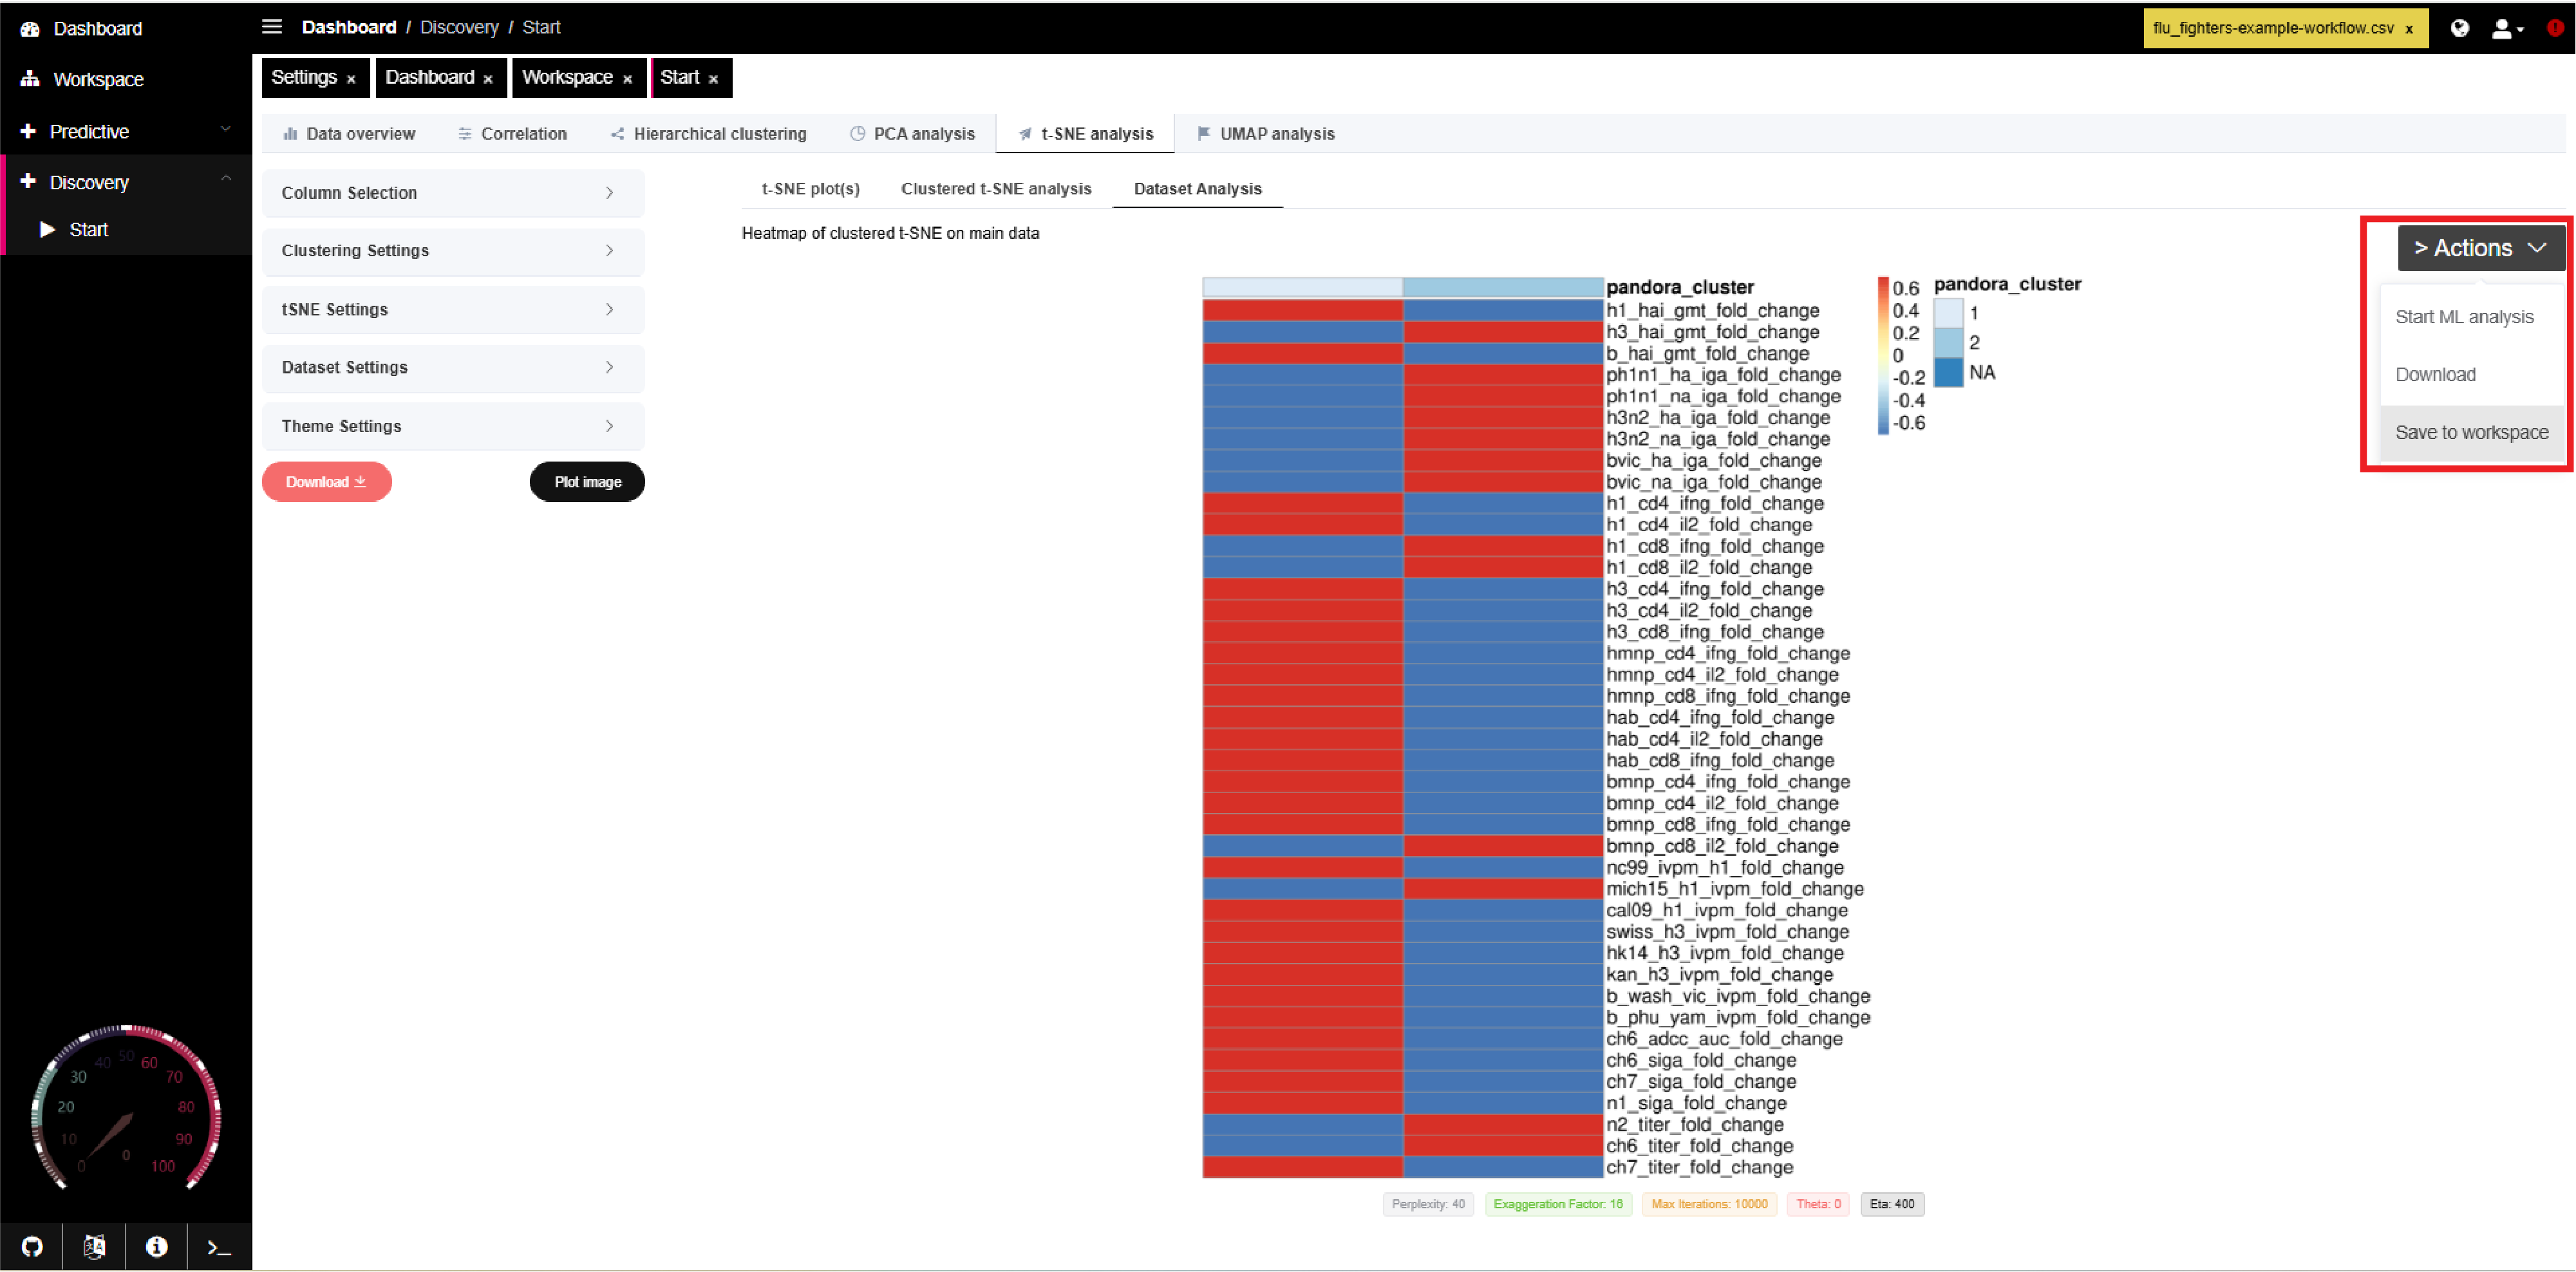 Dashboard
Workspace
Predictive
Discovery
Start
Dashboard / Discovery / Start
flu_fighters-example-workflow.csv x
Settings x
Dashboard x
Workspace x
Start x
Data overview
Correlation
Hierarchical clustering
PCA analysis
t-SNE analysis
UMAP analysis
Column Selection
Clustering Settings
tSNE Settings
Dataset Settings
Theme Settings
Download
Plot image
t-SNE plot(s)
Clustered t-SNE analysis
Dataset Analysis
Heatmap of clustered t-SNE on main data
pandora_cluster
h1_hai_gmt_fold_change
h3_hai_gmt_fold_change
b_hai_gmt_fold_change
ph1n1_ha_iga_fold_change
ph1n1_na_iga_fold_change
h3n2_ha_iga_fold_change
h3n2_na_iga_fold_change
bvic_ha_iga_fold_change
bvic_na_iga_fold_change
h1_cd4_ifng_fold_change
h1_cd4_il2_fold_change
h1_cd8_ifng_fold_change
h1_cd8_il2_fold_change
h3_cd4_ifng_fold_change
h3_cd4_il2_fold_change
h3_cd8_ifng_fold_change
hmnp_cd4_ifng_fold_change
hmnp_cd4_il2_fold_change
hmnp_cd8_ifng_fold_change
hab_cd4_ifng_fold_change
hab_cd4_il2_fold_change
hab_cd8_ifng_fold_change
bmnp_cd4_ifng_fold_change
bmnp_cd4_il2_fold_change
bmnp_cd8_ifng_fold_change
bmnp_cd8_il2_fold_change
nc99_ivpm_h1_fold_change
mich15_h1_ivpm_fold_change
cal09_h1_ivpm_fold_change
swiss_h3_ivpm_fold_change
hk14_h3_ivpm_fold_change
kan_h3_ivpm_fold_change
b_wash_vic_ivpm_fold_change
b_phu_yam_ivpm_fold_change
ch6_adcc_auc_fold_change
ch6_siga_fold_change
ch7_siga_fold_change
n1_siga_fold_change
n2_titer_fold_change
ch6_titer_fold_change
ch7_titer_fold_change
0.6
0.4
0.2
0
-0.2
-0.4
-0.6
pandora_cluster
1
2
NA
> Actions
Start ML analysis
Download
Save to workspace
Perplexity: 40
Exaggeration Factor: 16
Max Iterations: 10000
Theta: 0
Eta: 400
0
10
20
30
40
50
60
70
80
90
100
0